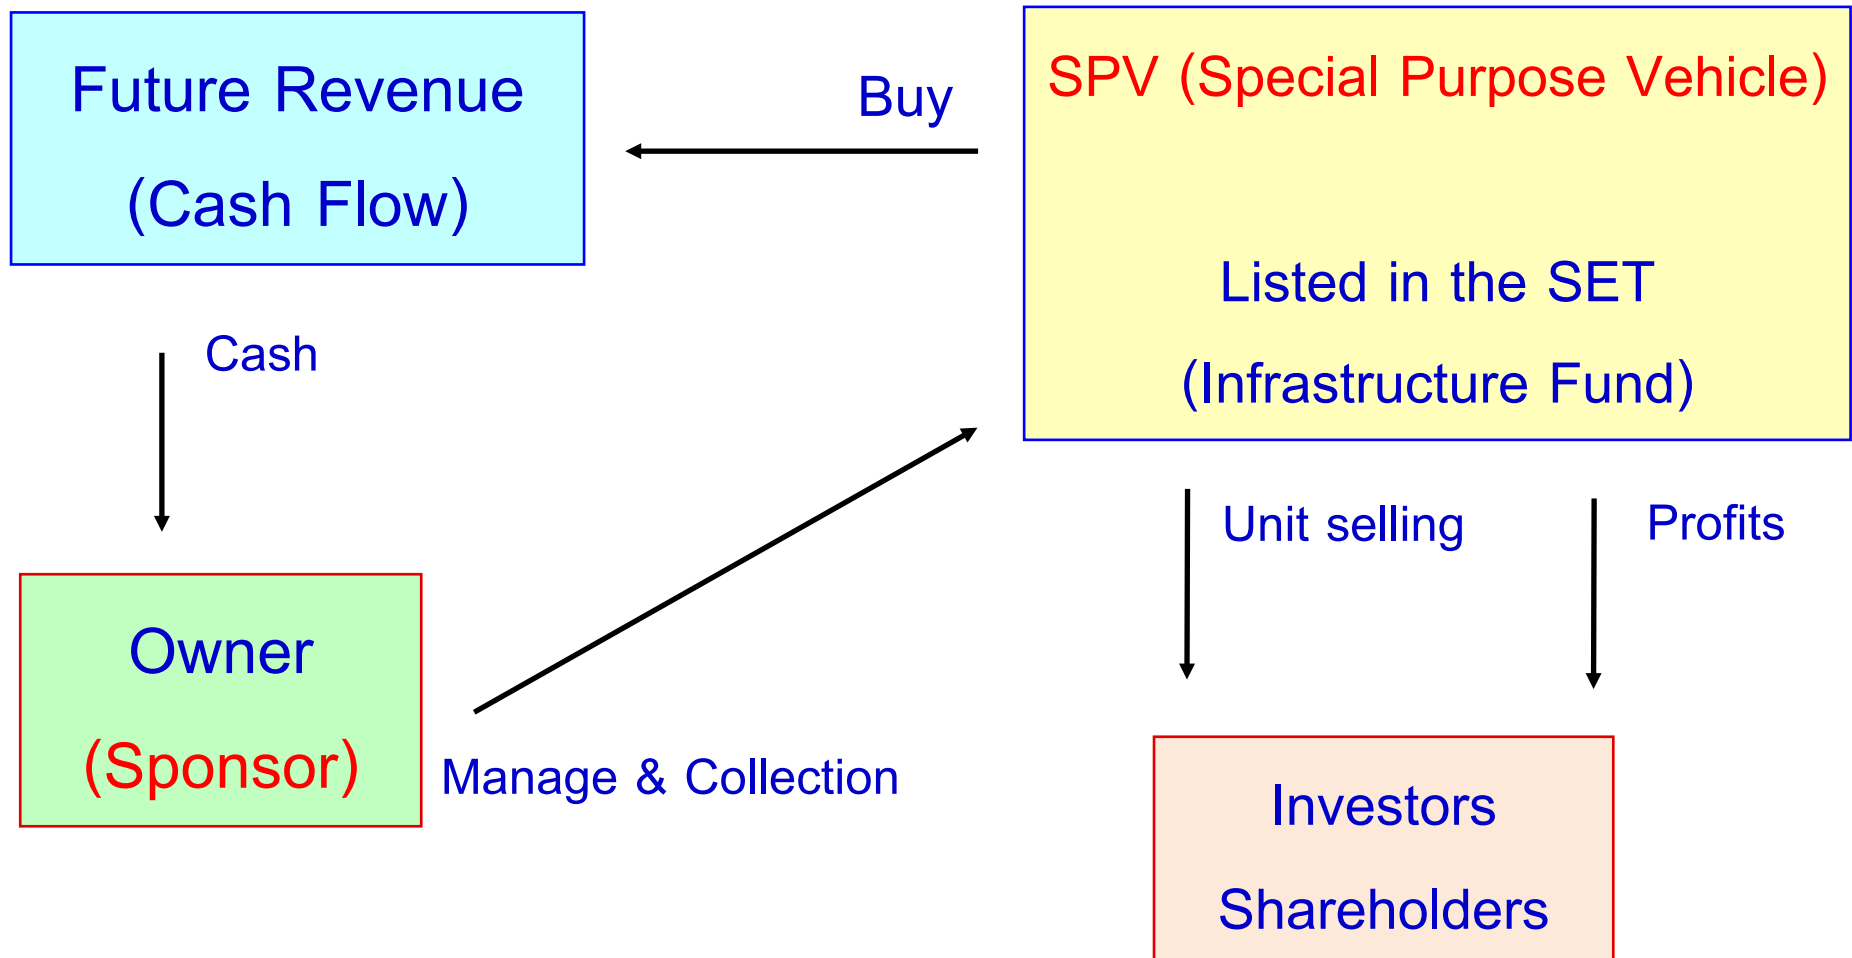 Future Revenue
(Cash Flow)
Buy
SPV (Special Purpose Vehicle)
Listed in the SET
(Infrastructure Fund)
Cash
Unit selling
Profits
Owner
(Sponsor)
Manage & Collection
Investors
Shareholders